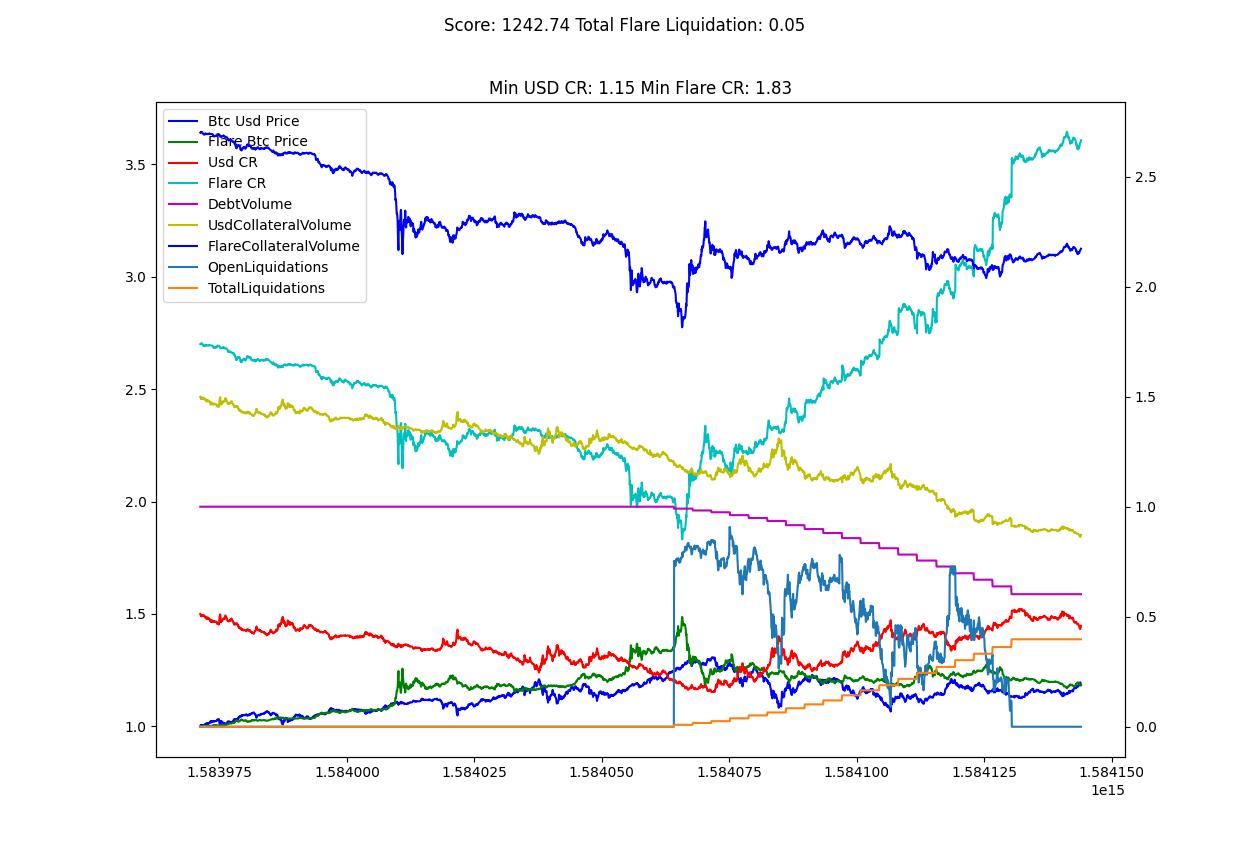 Score: 1242.74 Total Flare Liquidation: 0.05
Min USD CR: 1.15 Min Flare CR: 1.83
Btc Usd Price
Flare Btc Price
Usd CR
Flare CR
DebtVolume
UsdCollateralVolume
FlareCollateralVolume
OpenLiquidations
TotalLiquidations
3.5
3.0
2.5
2.0
1.5
1.0
2.5
2.0
1.5
1.0
0.5
0.0
1.583975 1.584000 1.584025 1.584050 1.584075 1.584100 1.584125 1.584150
1e15